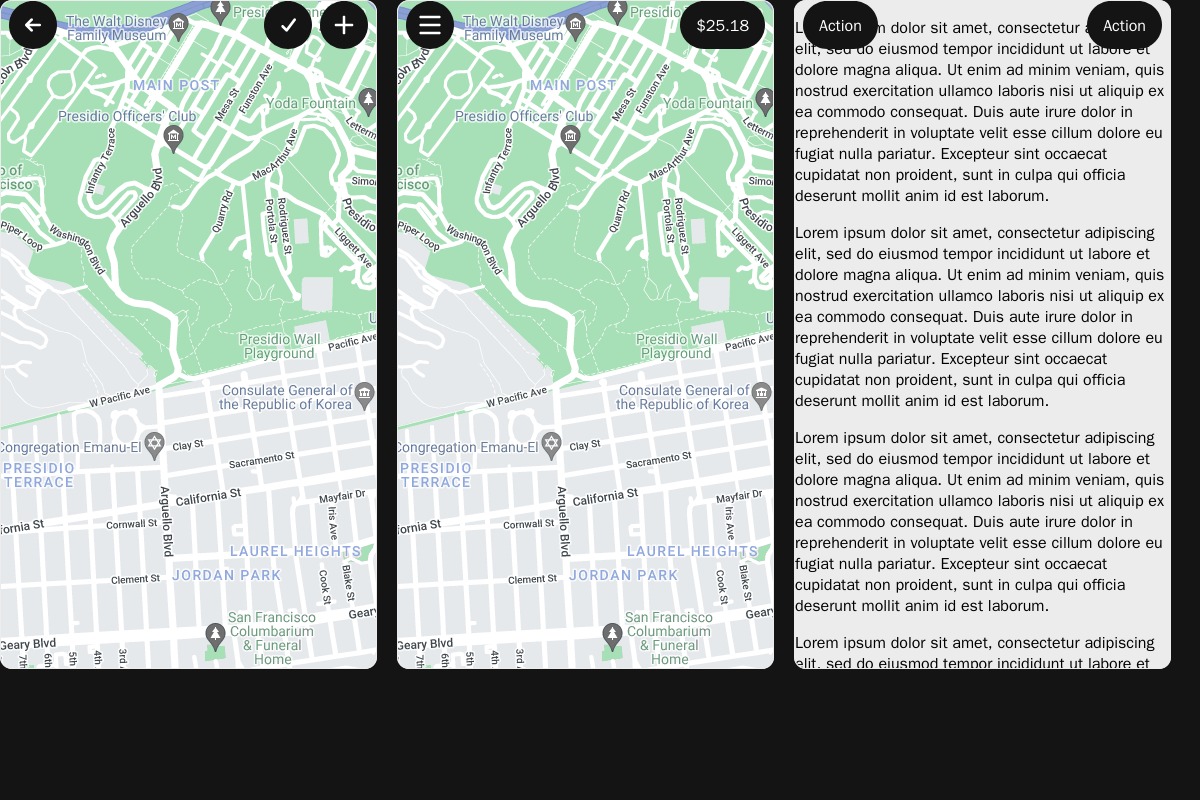 The Walt Disney
Family Museum
MAIN POST
Mesa St
Funston Ave
Yoda Fountain
Presidio Officers' Club
Infantry Terrace
MacArthur Ave
Arguello Blvd
Quarry Rd
Portola St
Rodriguez St
Presidio
Liggett Ave
Piper Loop
Washington Blvd
Presidio Wall
Playground
Pacific Ave
W Pacific Ave
Consulate General of
the Republic of Korea
Congregation Emanu-El
Clay St
PRESIDIO
TERRACE
Sacramento St
California St
Mayfair Dr
Arguello Blvd
Iris Ave
fornia St
Cornwall St
LAUREL HEIGHTS
JORDAN PARK
Clement St
Cook St
Blake St
San Francisco
Columbarium
& Funeral
Home
Geary
Geary Blvd
7th
6th
5th
4th
3rd
$25.18
The Walt Disney
Family Museum
MAIN POST
Mesa St
Funston Ave
Yoda Fountain
Presidio Officers' Club
Infantry Terrace
MacArthur Ave
Arguello Blvd
Quarry Rd
Portola St
Rodriguez St
Presidio
Liggett Ave
Piper Loop
Washington Blvd
Presidio Wall
Playground
Pacific Ave
W Pacific Ave
Consulate General of
the Republic of Korea
Congregation Emanu-El
Clay St
PRESIDIO
TERRACE
Sacramento St
California St
Mayfair Dr
Arguello Blvd
Iris Ave
fornia St
Cornwall St
LAUREL HEIGHTS
JORDAN PARK
Clement St
Cook St
Blake St
San Francisco
Columbarium
& Funeral
Home
Geary
Geary Blvd
7th
6th
5th
4th
3rd
Action
Action
dolor sit amet, consectetur
elit, sed do eiusmod tempor incididunt ut labore et
dolore magna aliqua. Ut enim ad minim veniam, quis
nostrud exercitation ullamco laboris nisi ut aliquip ex
ea commodo consequat. Duis aute irure dolor in
reprehenderit in voluptate velit esse cillum dolore eu
fugiat nulla pariatur. Excepteur sint occaecat
cupidatat non proident, sunt in culpa qui officia
deserunt mollit anim id est laborum.
Lorem ipsum dolor sit amet, consectetur adipiscing
elit, sed do eiusmod tempor incididunt ut labore et
dolore magna aliqua. Ut enim ad minim veniam, quis
nostrud exercitation ullamco laboris nisi ut aliquip ex
ea commodo consequat. Duis aute irure dolor in
reprehenderit in voluptate velit esse cillum dolore eu
fugiat nulla pariatur. Excepteur sint occaecat
cupidatat non proident, sunt in culpa qui officia
deserunt mollit anim id est laborum.
Lorem ipsum dolor sit amet, consectetur adipiscing
elit, sed do eiusmod tempor incididunt ut labore et
dolore magna aliqua. Ut enim ad minim veniam, quis
nostrud exercitation ullamco laboris nisi ut aliquip ex
ea commodo consequat. Duis aute irure dolor in
reprehenderit in voluptate velit esse cillum dolore eu
fugiat nulla pariatur. Excepteur sint occaecat
cupidatat non proident, sunt in culpa qui officia
deserunt mollit anim id est laborum.
Lorem ipsum dolor sit amet, consectetur adipiscing
elit, sed do eiusmod tempor incididunt ut labore et